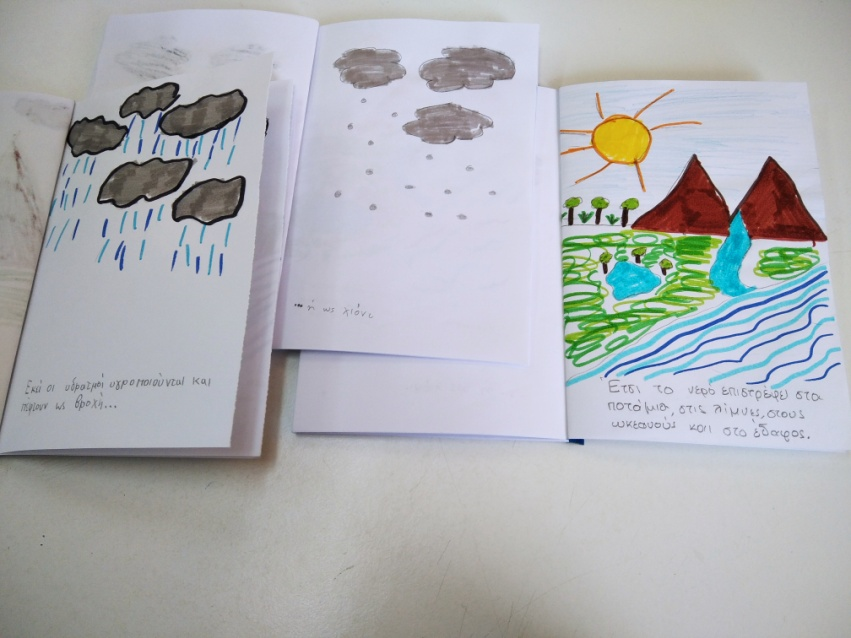 Εκεί οι υδρατμοί υγροποιούνται και
πέφτουν ως βροχή...
...ή ως χιόνι
Έτσι το νερό επιστρέφει στα
ποτάμια, στις λίμνες, στους
ωκεανούς και στο έδαφος.